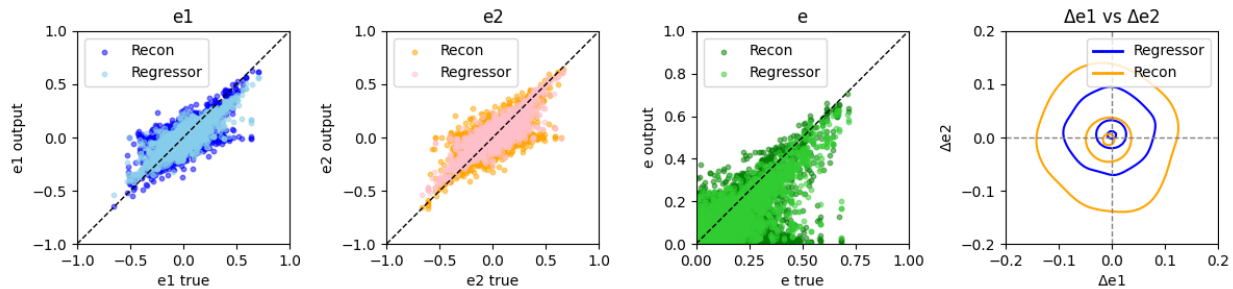 e1
1.0
0.5
0.0
−0.5
−1.0
e1 output
Recon
Regressor
−1.0 −0.5 0.0 0.5 1.0
e1 true
e2
1.0
0.5
0.0
−0.5
−1.0
e2 output
Recon
Regressor
−1.0 −0.5 0.0 0.5 1.0
e2 true
e
1.0
0.8
0.6
0.4
0.2
0.0
e output
Recon
Regressor
0.00 0.25 0.50 0.75 1.00
e true
Δe1 vs Δe2
0.2
0.1
0.0
−0.1
−0.2
Δe2
Regressor
Recon
−0.2 −0.1 0.0 0.1 0.2
Δe1